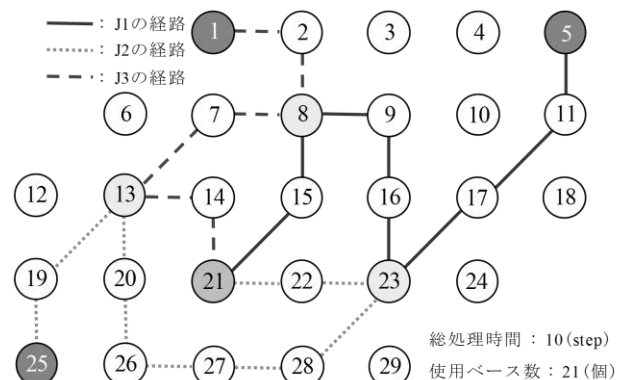 : J1の経路
: J2の経路
: J3の経路
1 2 3 4 5
6 7 8 9 10 11
12 13 14 15 16 17 18
19 20 21 22 23 24
25 26 27 28 29
総処理時間：10(step)
使用ベース数：21(個)